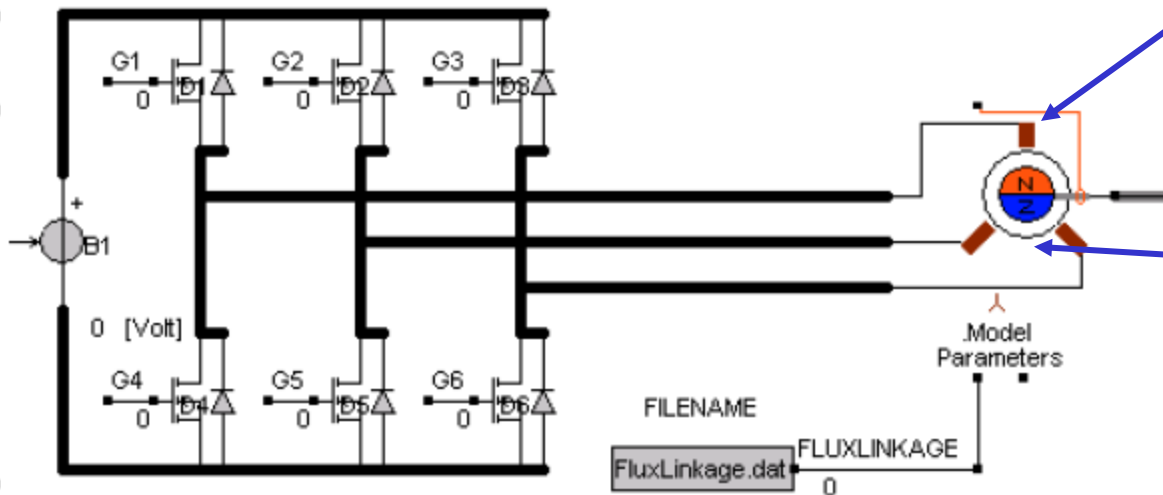 G1 G2 G3
D1 D2 D3
0 0 0
N
N
+
B1
0 [Volt]
.Model
Parameters
G4 G5 G6
D4 D5 D6
0 0 0
FILENAME
FLUXLINKAGE
FluxLinkage.dat
0